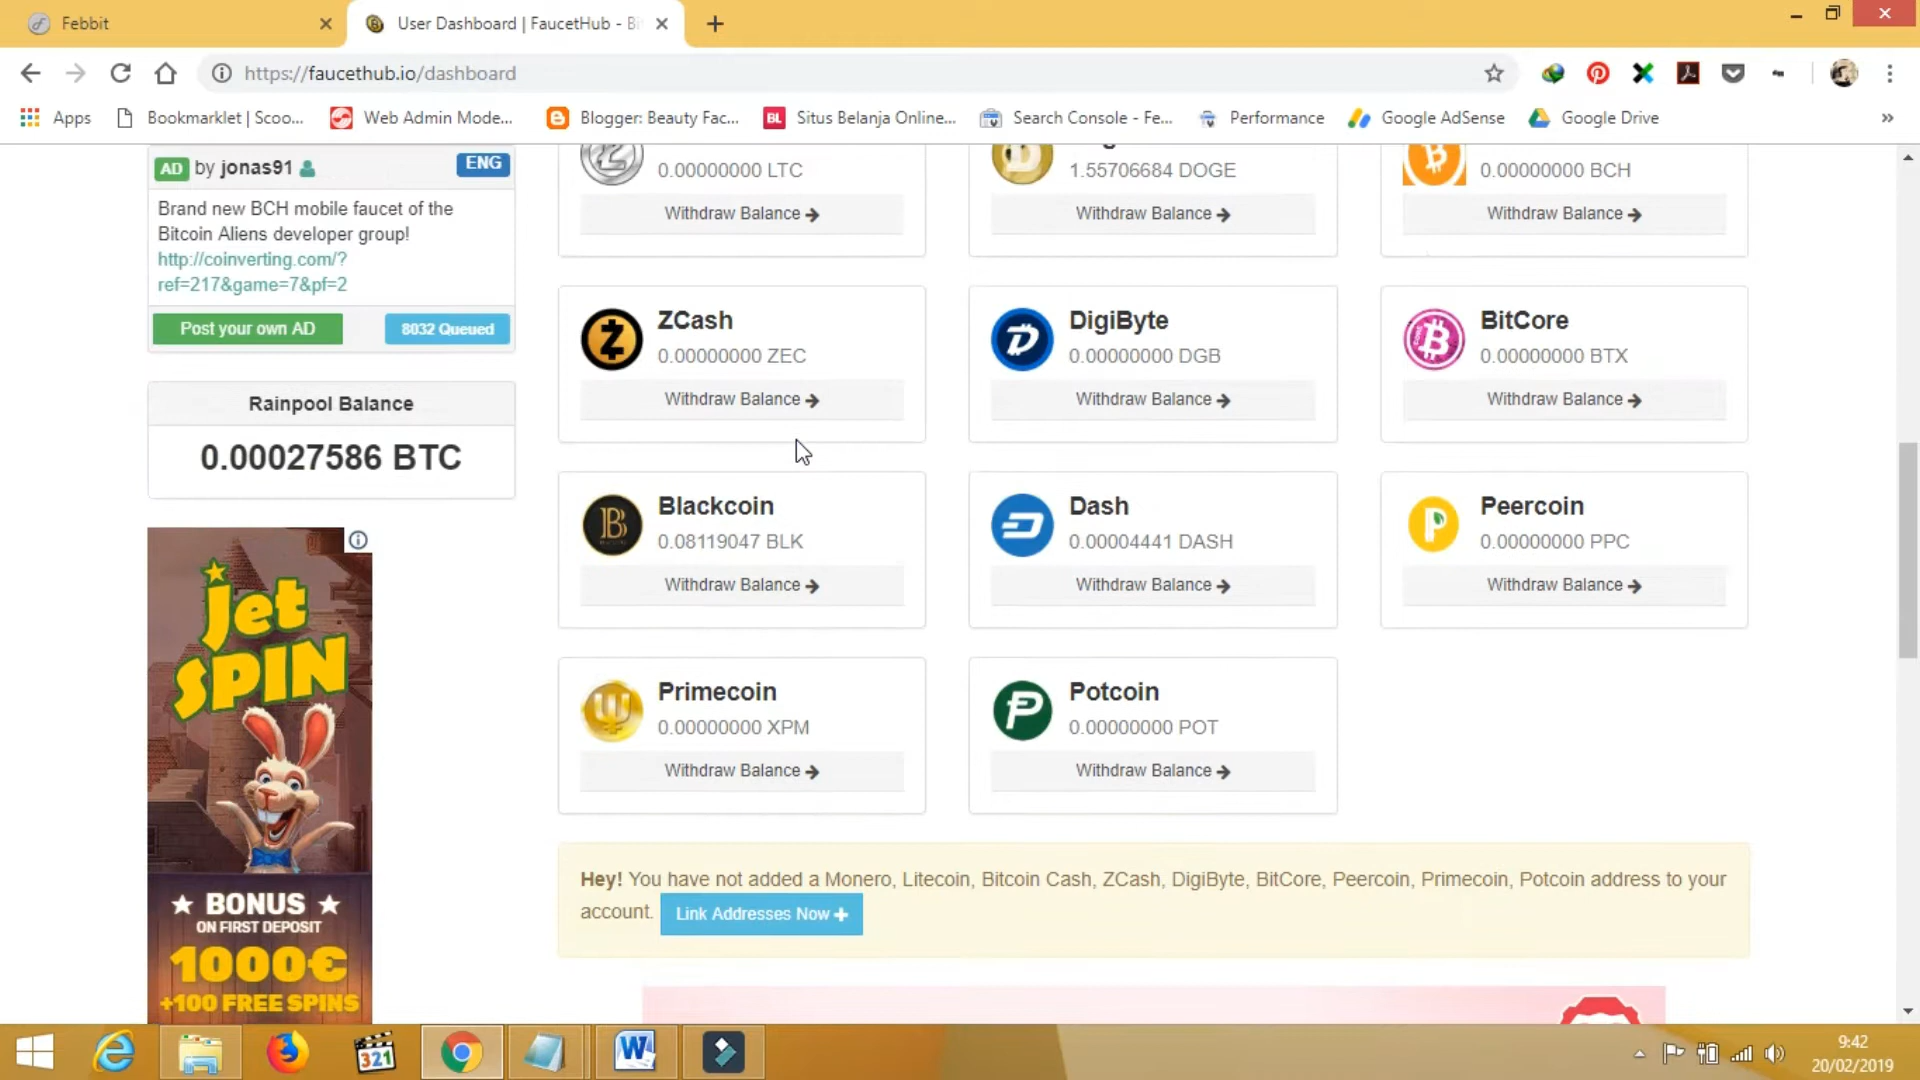 Febbit
User Dashboard | FaucetHub - Bi
https://faucethub.io/dashboard
Apps
Bookmarklet | Scoo...
Web Admin Mode...
Blogger: Beauty Fac...
BL
Situs Belanja Online...
Search Console - Fe...
Performance
Google AdSense
Google Drive
»
AD by jonas91
ENG
Brand new BCH mobile faucet of the
Bitcoin Aliens developer group!
http://coinverting.com/?
ref=217&game=7&pf=2
Post your own AD
8032 Queued
Rainpool Balance
0.00027586 BTC
jet
SPIN
BONUS
ON FIRST DEPOSIT
1000€
+100 FREE SPINS
0.00000000 LTC
Withdraw Balance
1.55706684 DOGE
Withdraw Balance
0.00000000 BCH
Withdraw Balance
ZCash
0.00000000 ZEC
Withdraw Balance
DigiByte
0.00000000 DGB
Withdraw Balance
BitCore
0.00000000 BTX
Withdraw Balance
Blackcoin
0.08119047 BLK
Withdraw Balance
Dash
0.00004441 DASH
Withdraw Balance
Peercoin
0.00000000 PPC
Withdraw Balance
Primecoin
0.00000000 XPM
Withdraw Balance
Potcoin
0.00000000 POT
Withdraw Balance
Hey! You have not added a Monero, Litecoin, Bitcoin Cash, ZCash, DigiByte, BitCore, Peercoin, Primecoin, Potcoin address to your
account. Link Addresses Now
321
9:42
20/02/2019